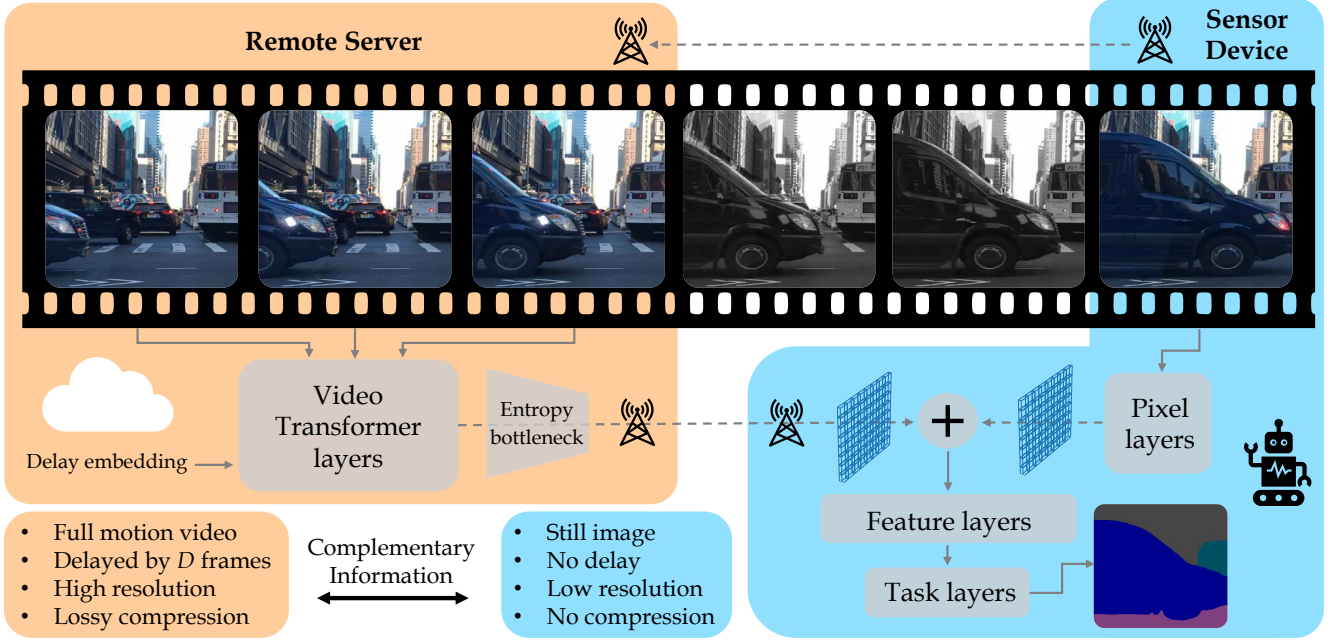 Remote Server
Sensor
Device
Video
Transformer
layers
Entropy
bottleneck
Delay embedding
+
Pixel
layers
Feature layers
Task layers
• Full motion video
• Delayed by D frames
• High resolution
• Lossy compression
Complementary
Information
• Still image
• No delay
• Low resolution
• No compression